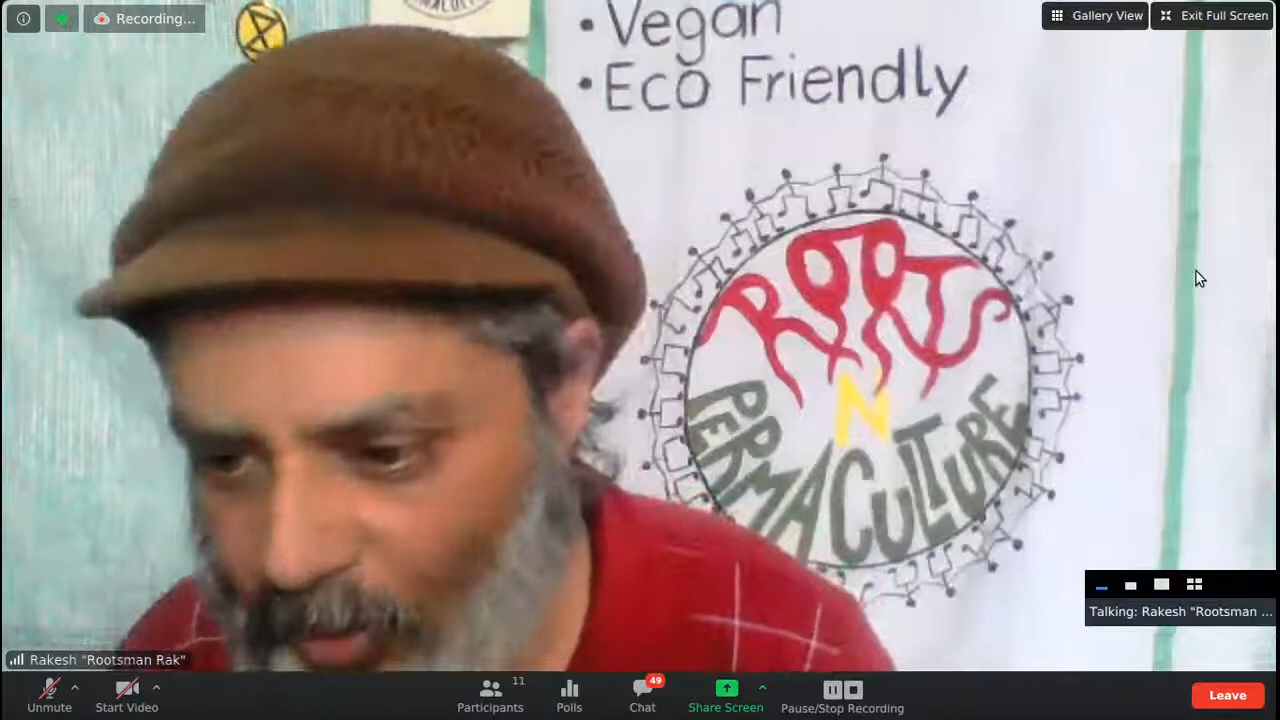 Recording...
Gallery View
Exit Full Screen
• Vegan
• Eco Friendly
ROOTS
N
PERMACULTURE
Talking: Rakesh "Rootsman ...
Rakesh "Rootsman Rak"
Unmute
Start Video
Participants
11
Polls
Chat
49
Share Screen
Pause/Stop Recording
Leave